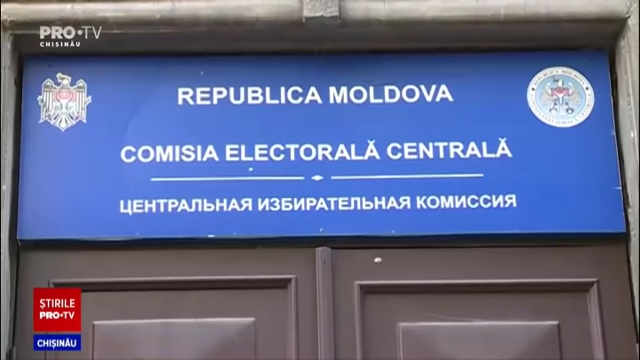 PRO•TV
CHIȘINĂU
REPUBLICA MOLDOVA
COMISIA ELECTORALĂ CENTRALĂ
ЦЕНТРАЛЬНАЯ ИЗБИРАТЕЛЬНАЯ КОМИССИЯ
ȘTIRILE
PRO•TV
CHIȘINĂU